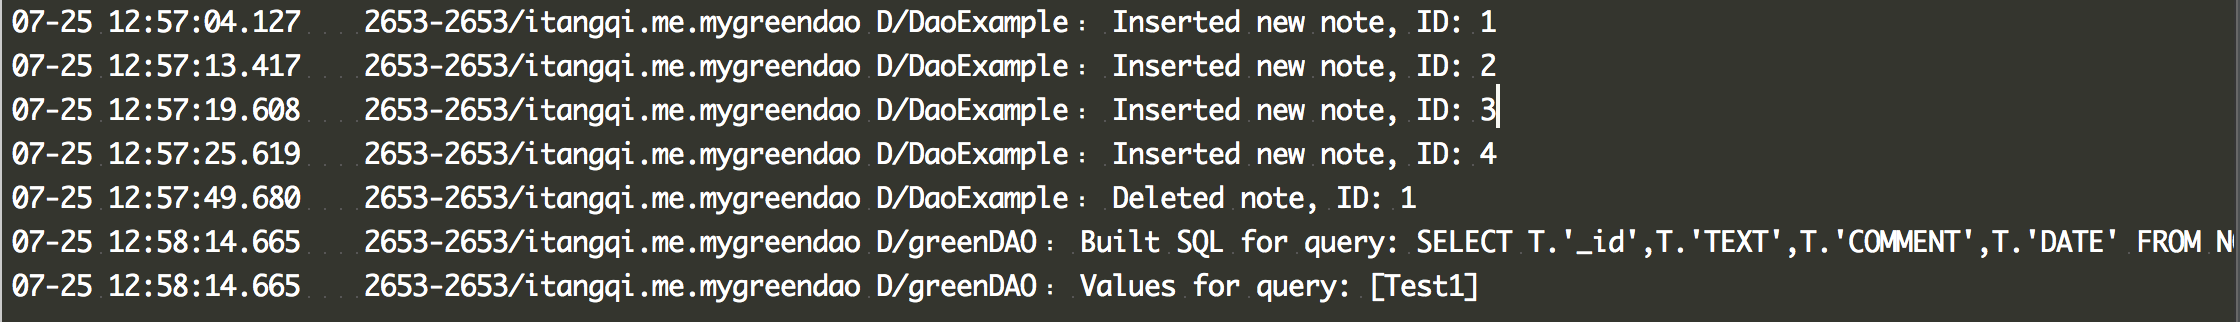 07-25 12:57:04.127    2653-2653/itangqi.me.mygreendao D/DaoExample： Inserted new note, ID: 1
07-25 12:57:13.417    2653-2653/itangqi.me.mygreendao D/DaoExample： Inserted new note, ID: 2
07-25 12:57:19.608    2653-2653/itangqi.me.mygreendao D/DaoExample： Inserted new note, ID: 3
07-25 12:57:25.619    2653-2653/itangqi.me.mygreendao D/DaoExample： Inserted new note, ID: 4
07-25 12:57:49.680    2653-2653/itangqi.me.mygreendao D/DaoExample： Deleted note, ID: 1
07-25 12:58:14.665    2653-2653/itangqi.me.mygreendao D/greenDAO： Built SQL for query: SELECT T.'_id',T.'TEXT',T.'COMMENT',T.'DATE' FROM
07-25 12:58:14.665    2653-2653/itangqi.me.mygreendao D/greenDAO： Values for query: [Test1]